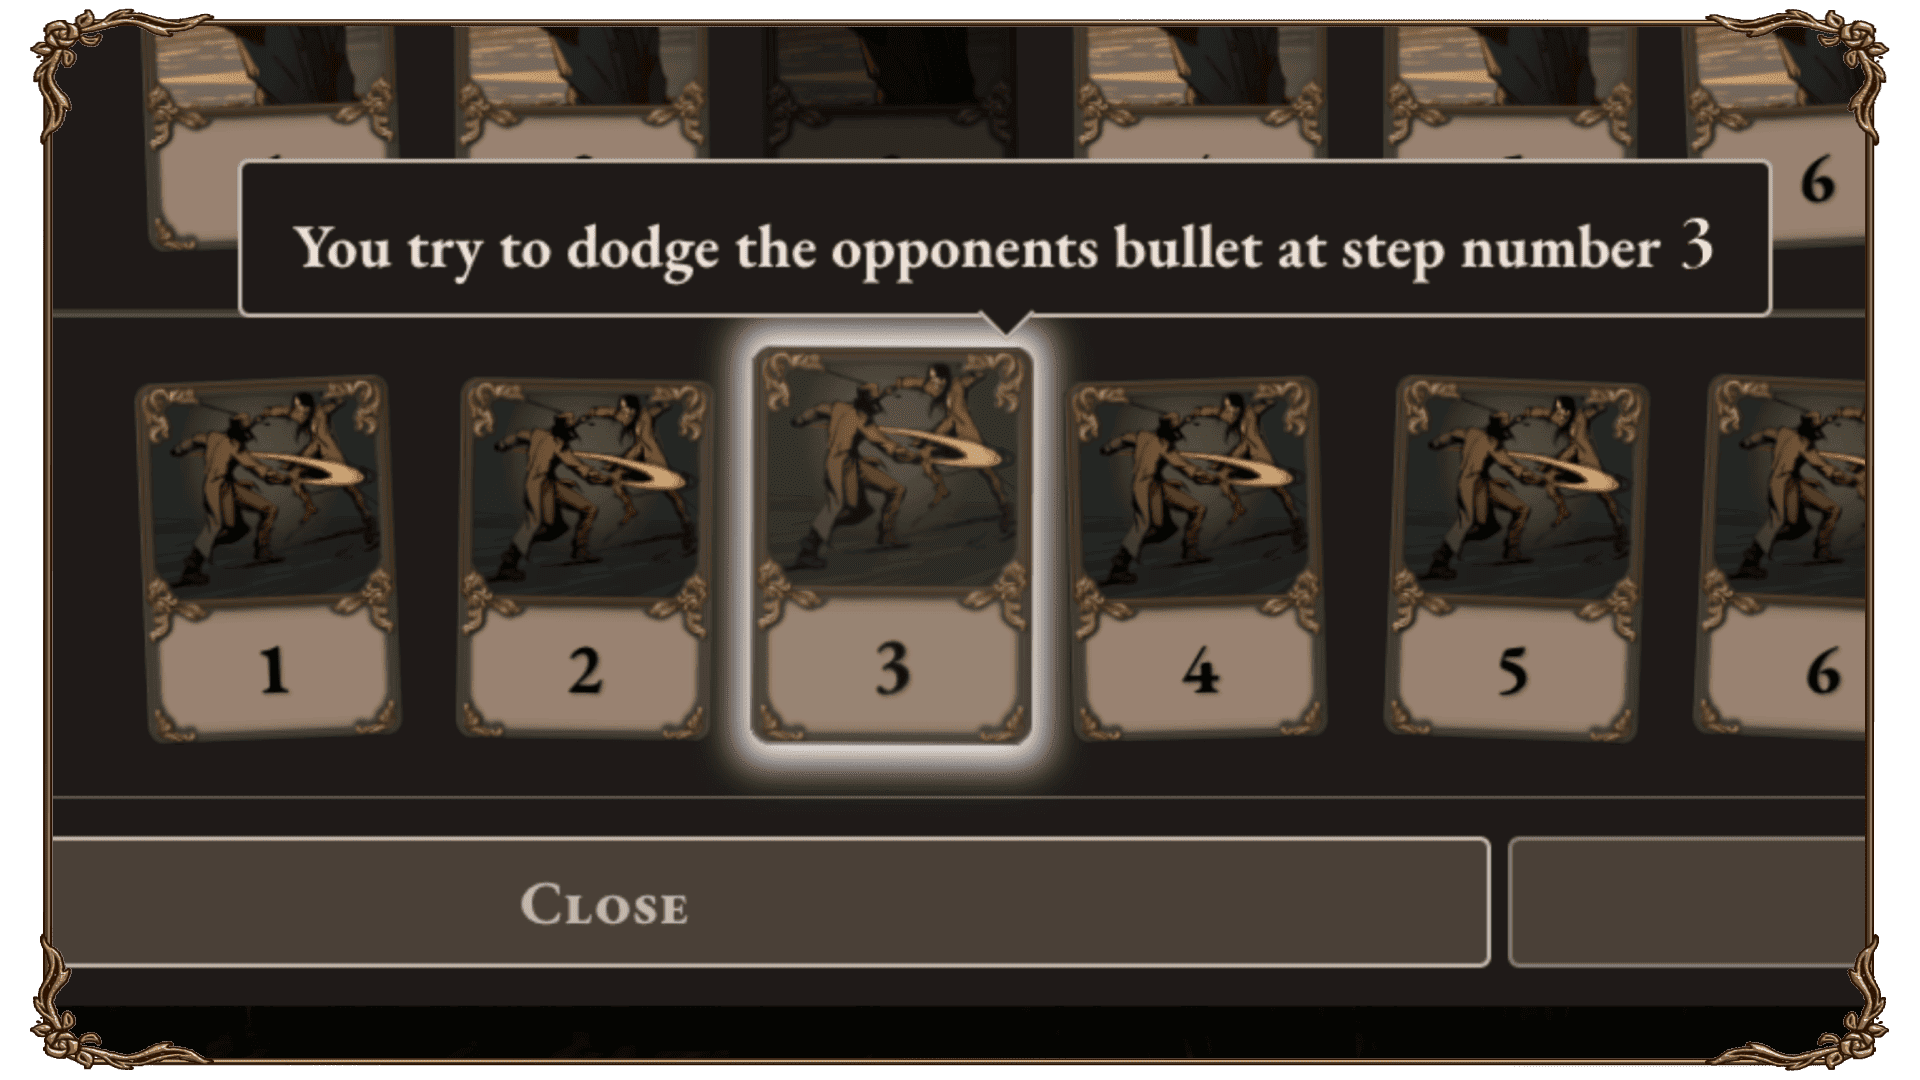 6
You try to dodge the opponents bullet at step number 3
1 2 3 4 5 6
Close